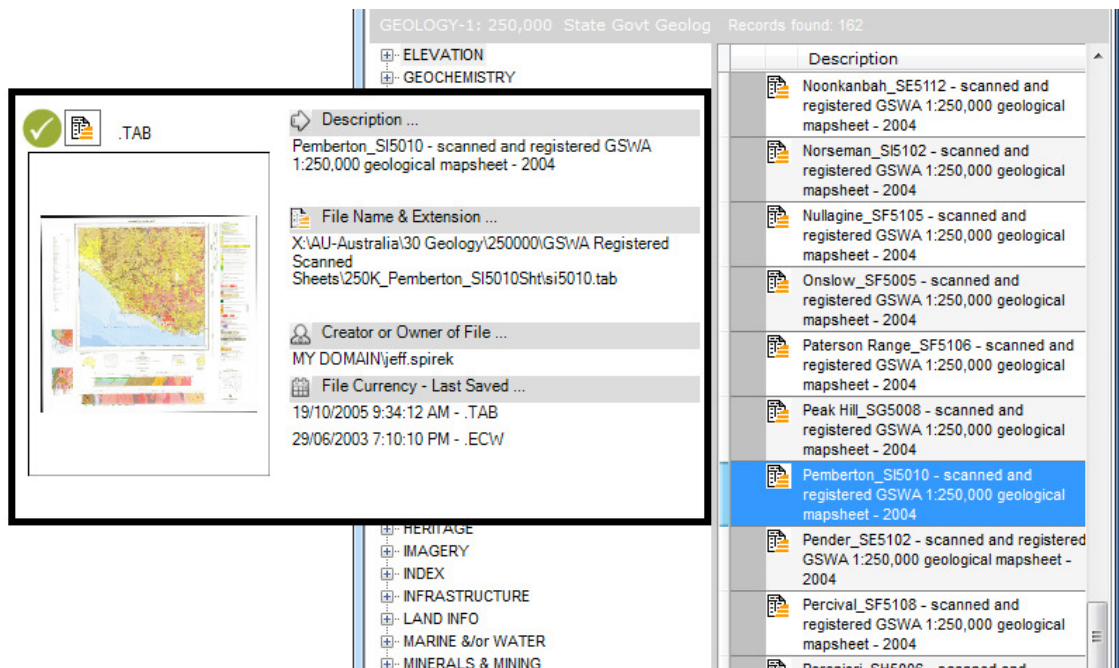 GEOLOGY-1: 250,000 State Govt Geolog Records found: 162
ELEVATION
GEOCHEMISTRY
.TAB
Description ...
Pemberton_SI5010 - scanned and registered GSWA
1:250,000 geological mapsheet - 2004
File Name & Extension ...
X:\AU-Australia\30 Geology\250000\GSWA Registered
Scanned
Sheets\250K_Pemberton_SI5010Sht\si5010.tab
Creator or Owner of File ...
MY DOMAIN\jeff.spirek
File Currency - Last Saved ...
19/10/2005 9:34:12 AM - .TAB
29/06/2003 7:10:10 PM - .ECW
HERITAGE
IMAGERY
INDEX
INFRASTRUCTURE
LAND INFO
MARINE &/or WATER
MINERALS & MINING
Description
Noonkanbah_SE5112 - scanned and
registered GSWA 1:250,000 geological
mapsheet - 2004
Norseman_SI5102 - scanned and
registered GSWA 1:250,000 geological
mapsheet - 2004
Nullagine_SF5105 - scanned and
registered GSWA 1:250,000 geological
mapsheet - 2004
Onslow_SF5005 - scanned and
registered GSWA 1:250,000 geological
mapsheet - 2004
Paterson Range_SF5106 - scanned and
registered GSWA 1:250,000 geological
mapsheet - 2004
Peak Hill_SG5008 - scanned and
registered GSWA 1:250,000 geological
mapsheet - 2004
Pemberton_SI5010 - scanned and
registered GSWA 1:250,000 geological
mapsheet - 2004
Pender_SE5102 - scanned and registered
GSWA 1:250,000 geological mapsheet -
2004
Percival_SF5108 - scanned and
registered GSWA 1:250,000 geological
mapsheet - 2004